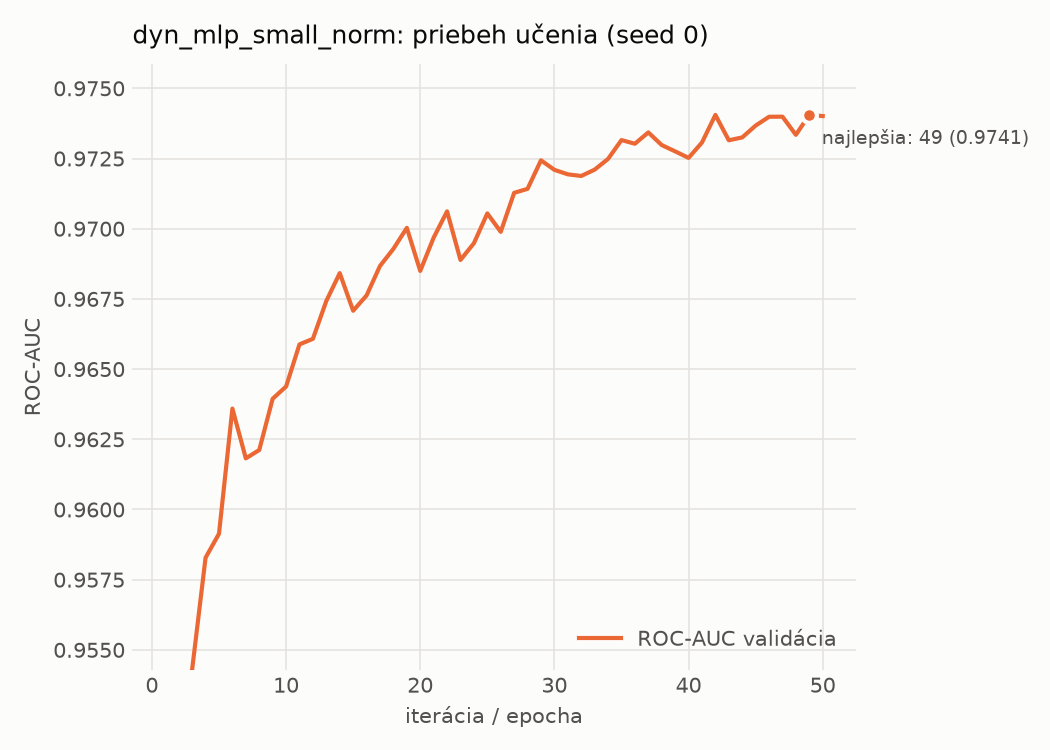 dyn_mlp_small_norm: priebeh učenia (seed 0)
0.9750
najlepšia: 49 (0.9741)
0.9725
0.9700
0.9675
0.9650
ROC-AUC
0.9625
0.9600
0.9575
0.9550
ROC-AUC validácia
0 10 20 30 40 50
iterácia / epocha